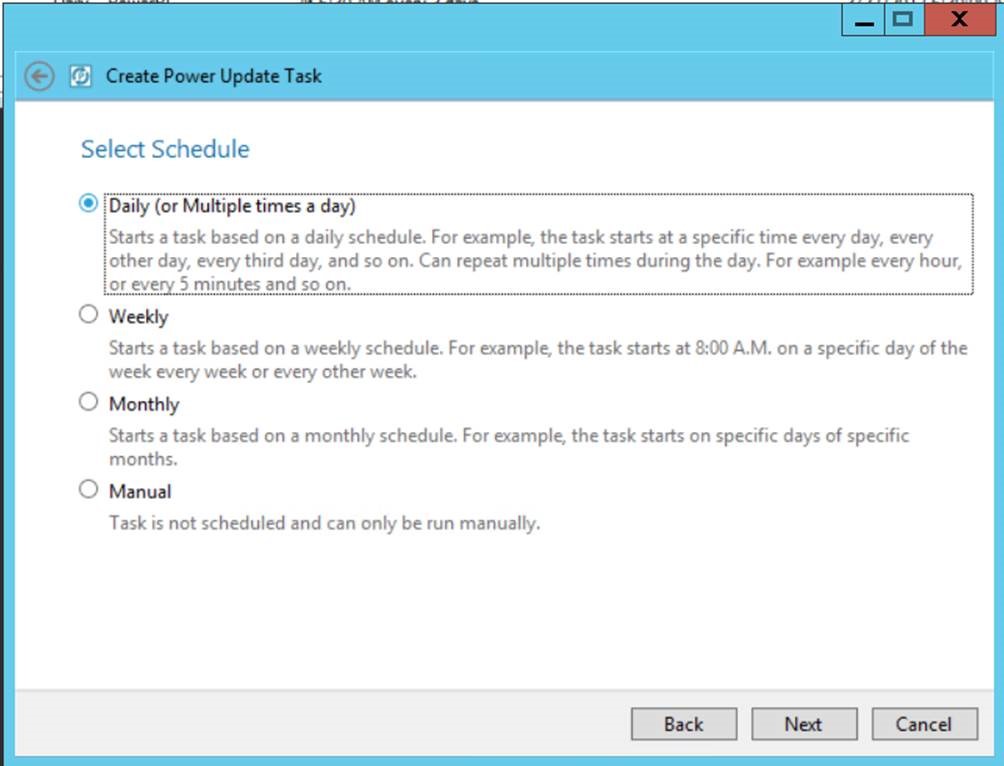 X
Create Power Update Task
Select Schedule
Daily (or Multiple times a day)
Starts a task based on a daily schedule. For example, the task starts at a specific time every day, every
other day, every third day, and so on. Can repeat multiple times during the day. For example every hour,
or every 5 minutes and so on.
Weekly
Starts a task based on a weekly schedule. For example, the task starts at 8:00 A.M. on a specific day of the
week every week or every other week.
Monthly
Starts a task based on a monthly schedule. For example, the task starts on specific days of specific
months.
Manual
Task is not scheduled and can only be run manually.
Back Next Cancel